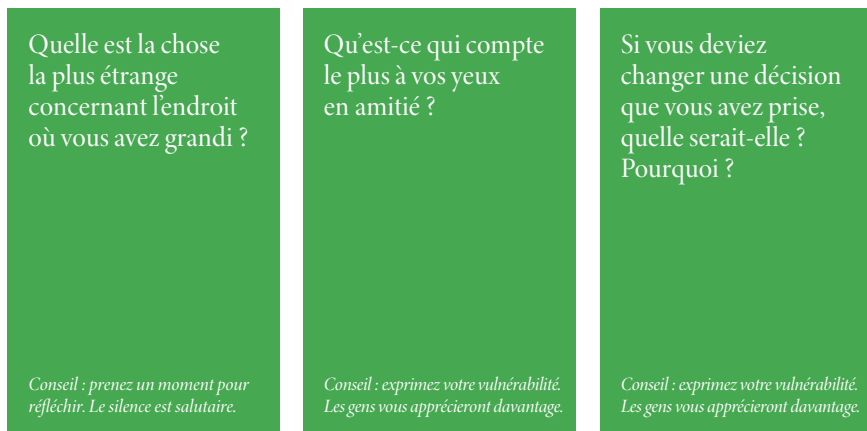 Quelle est la chose
la plus étrange
concernant l’endroit
où vous avez grandi ?
Conseil : prenez un moment pour
réfléchir. Le silence est salutaire.
Qu’est-ce qui compte
le plus à vos yeux
en amitié ?
Conseil : exprimez votre vulnérabilité.
Les gens vous apprécieront davantage.
Si vous deviez
changer une décision
que vous avez prise,
quelle serait-elle ?
Pourquoi ?
Conseil : exprimez votre vulnérabilité.
Les gens vous apprécieront davantage.